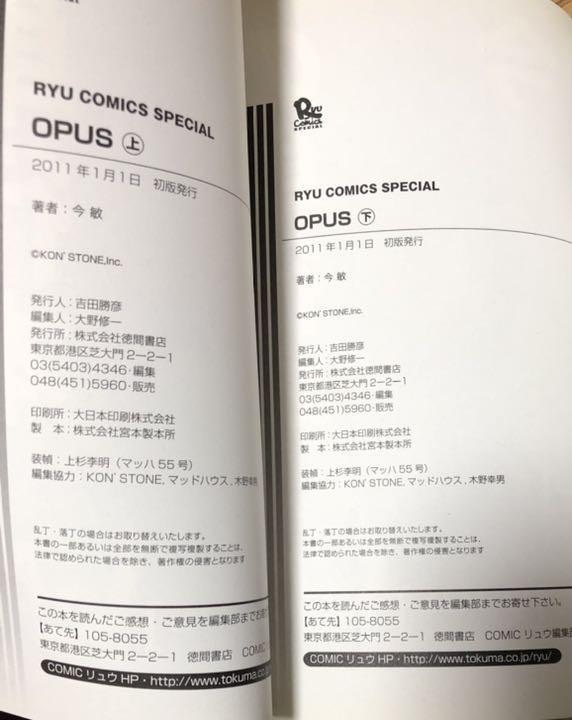 RYU COMICS SPECIAL
OPUS 上
2011年1月1日 初版発行
著者:今 敏
©KON' STONE,Inc.
発行人:吉田勝彦
編集人:大野修一
発行所:株式会社徳間書店
東京都港区芝大門2-2-1
03(5403)4346・編集
048(451)5960・販売
印刷所:大日本印刷株式会社
製 本:株式会社宮本製本所
装幀:上杉季明(マッハ55号)
編集協力:KON' STONE,マッドハウス,木野幸男
乱丁・落丁の場合はお取り替えいたします。
本書の一部あるいは全部を無断で複写複製することは、
法律で認められた場合を除き、著作権の侵害となります
この本を読んだご感想・ご意見を編集部までお寄
【あて先】105-8055
東京都港区芝大門2-2-1 徳間書店 COMIC
COMICリュウHP・http://www.tokuma.co.j
Ryu
Comics
SPECIAL
RYU COMICS SPECIAL
OPUS 下
2011年1月1日 初版発行
著者:今 敏
©KON' STONE,Inc.
発行人:吉田勝彦
編集人:大野修一
発行所:株式会社徳間書店
東京都港区芝大門2-2-1
03(5403)4346・編集
048(451)5960・販売
印刷所:大日本印刷株式会社
製 本:株式会社宮本製本所
装幀:上杉季明(マッハ55号)
編集協力:KON' STONE,マッドハウス,木野幸男
乱丁・落丁の場合はお取り替えいたします。
本書の一部あるいは全部を無断で複写複製することは、
法律で認められた場合を除き、著作権の侵害となります
この本を読んだご感想・ご意見を編集部までお寄せ下さい。
【あて先】105-8055
東京都港区芝大門2-2-1 徳間書店 COMICリュウ編集
COMICリュウHP・http://www.tokuma.co.jp/ryu/